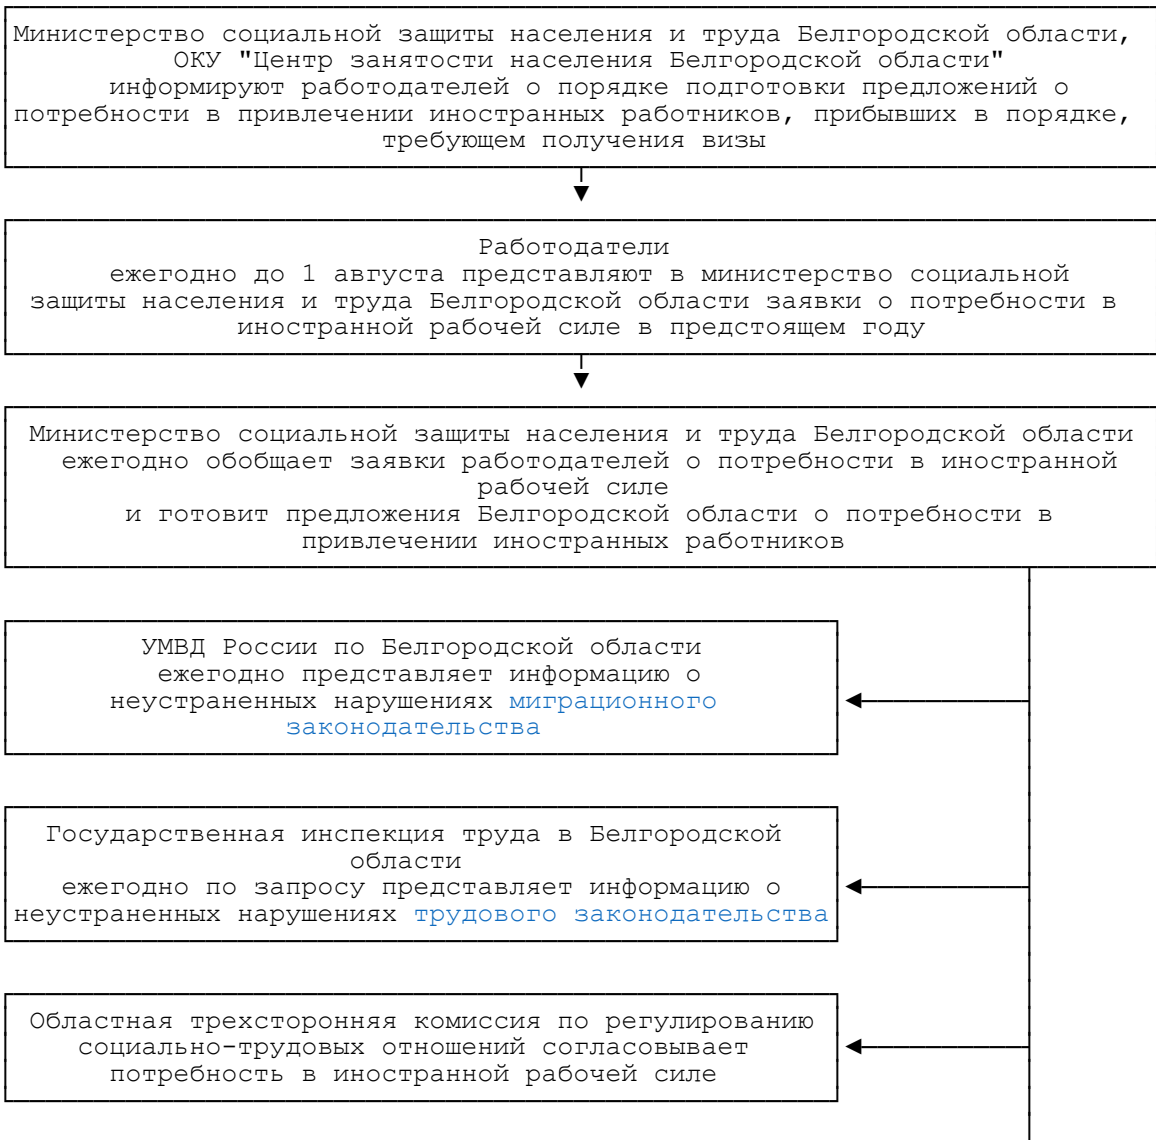 Министерство социальной защиты населения и труда Белгородской области,
ОКУ "Центр занятости населения Белгородской области"
информируют работодателей о порядке подготовки предложений о
потребности в привлечении иностранных работников, прибывших в порядке,
требующем получения визы
Работодатели
ежегодно до 1 августа представляют в министерство социальной
защиты населения и труда Белгородской области заявки о потребности в
иностранной рабочей силе в предстоящем году
Министерство социальной защиты населения и труда Белгородской области
ежегодно обобщает заявки работодателей о потребности в иностранной
рабочей силе
и готовит предложения Белгородской области о потребности в
привлечении иностранных работников
УМВД России по Белгородской области
ежегодно представляет информацию о
неустраненных нарушениях миграционного
законодательства
Государственная инспекция труда в Белгородской
области
ежегодно по запросу представляет информацию о
неустраненных нарушениях трудового законодательства
Областная трехсторонняя комиссия по регулированию
социально-трудовых отношений согласовывает
потребность в иностранной рабочей силе